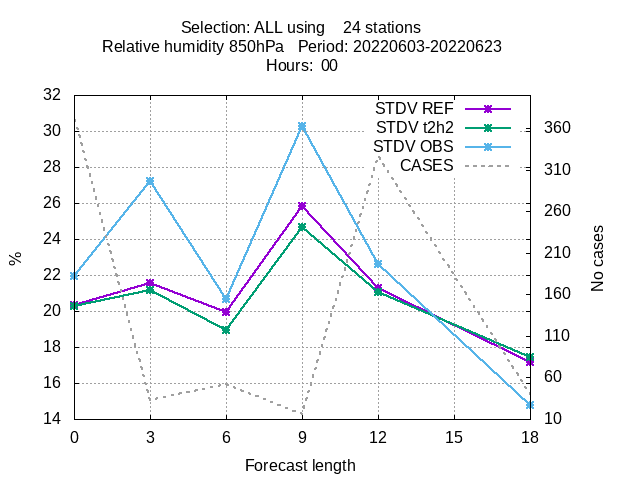 Selection: ALL using    24 stations
Relative humidity 850hPa   Period: 20220603-20220623
Hours:  00
STDV REF
STDV t2h2
STDV OBS
CASES
%
32
30
28
26
24
22
20
18
16
14
360
310
260
210
160
110
60
10
No cases
0 3 6 9 12 15 18
Forecast length